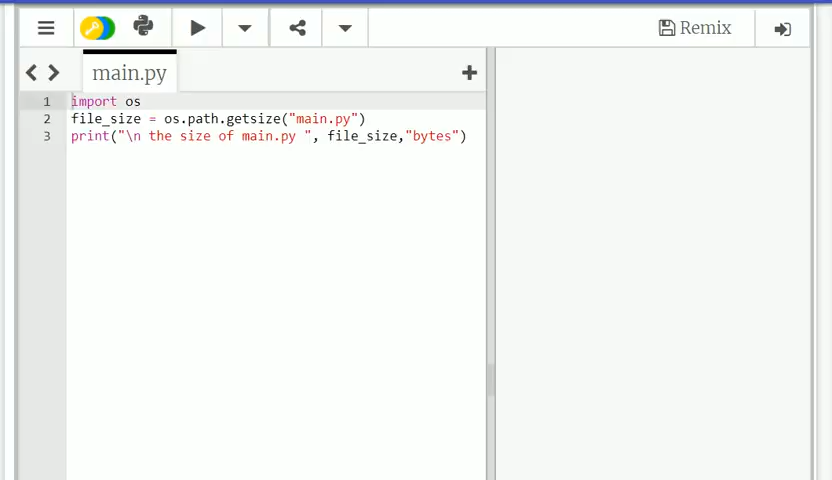 Remix
main.py
1 import os
2 file_size = os.path.getsize("main.py")
3 print("\n the size of main.py ", file_size,"bytes")